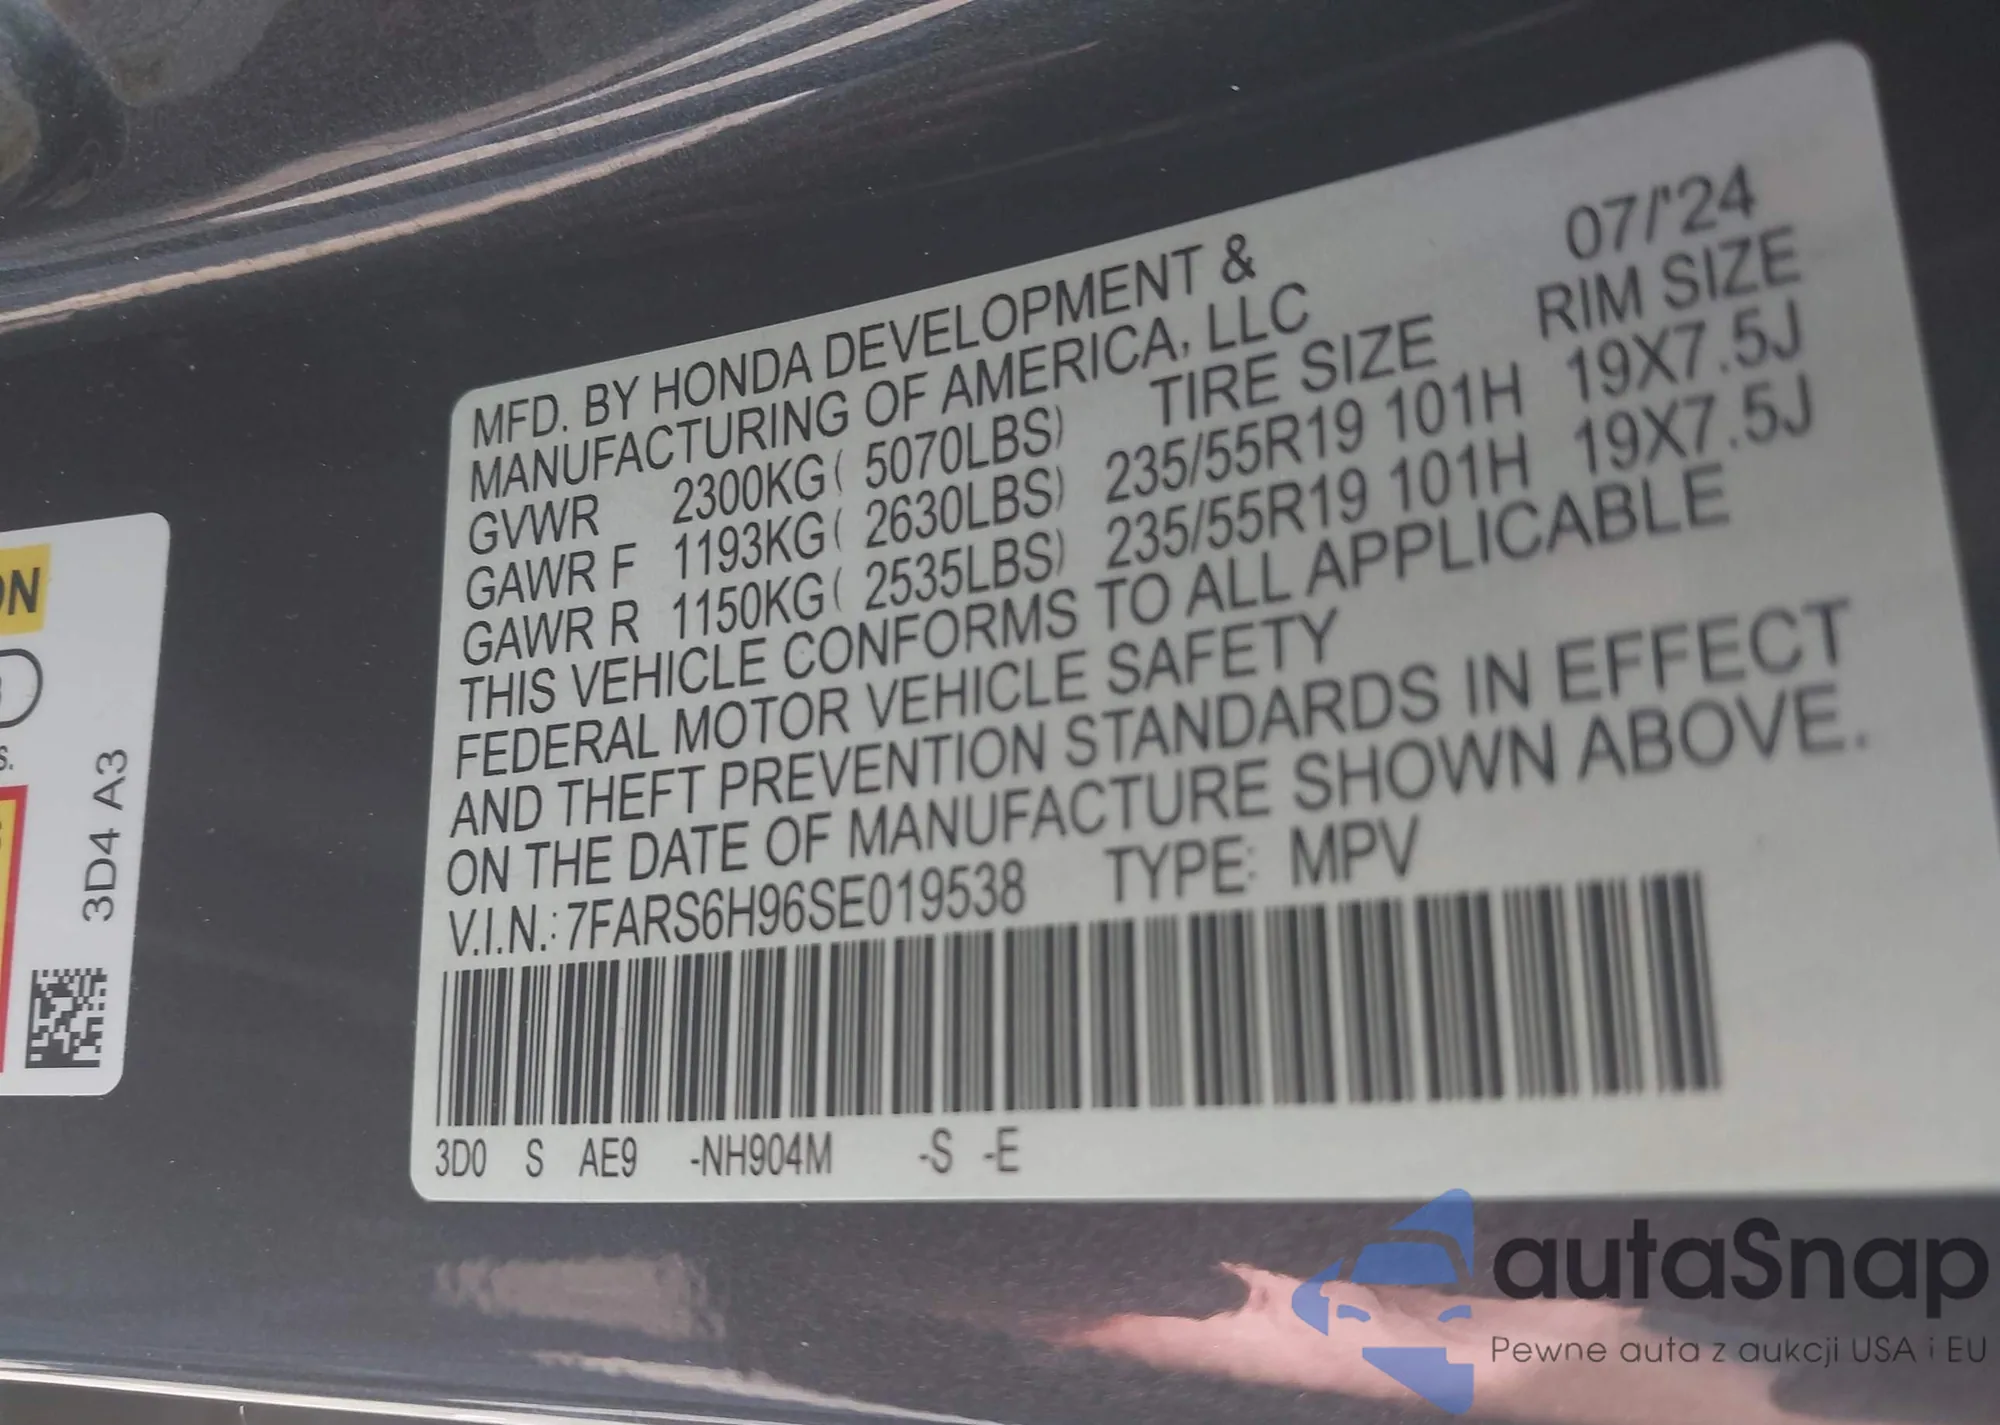 07/'24
MFD. BY HONDA DEVELOPMENT &
MANUFACTURING OF AMERICA, LLC
TIRE SIZE RIM SIZE
GVWR 2300KG( 5070LBS)
GAWR F 1193KG( 2630LBS) 235/55R19 101H 19X7.5J
GAWR R 1150KG( 2535LBS) 235/55R19 101H 19X7.5J
THIS VEHICLE CONFORMS TO ALL APPLICABLE
FEDERAL MOTOR VEHICLE SAFETY
AND THEFT PREVENTION STANDARDS IN EFFECT
ON THE DATE OF MANUFACTURE SHOWN ABOVE.
V.I.N.: 7FARS6H96SE019538 TYPE: MPV
3D0 S AE9 -NH904M -S -E
3D4 A3
autaSnap
Pewne auta z aukcji USA i EU